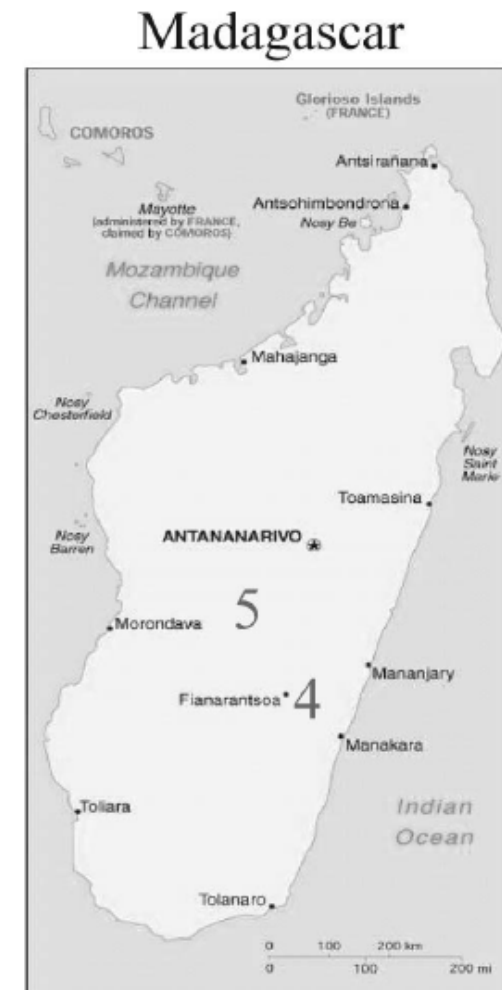 Madagascar
Glorioso Islands
(FRANCE)
COMOROS
Antsirañana
Mayotte
(administered by FRANCE,
claimed by COMOROS)
Antsohimbondrona
Nosy Be
Mozambique
Channel
Mahajanga
Nosy
Chesterfield
Nosy
Saint
Marie
Toamasina
Nosy
Barren
ANTANANARIVO
5
Morondava
Mananjary
Fianarantsoa
4
Manakara
Toliara
Indian
Ocean
Tolanaro
0 100 200 km
0 100 200 mi